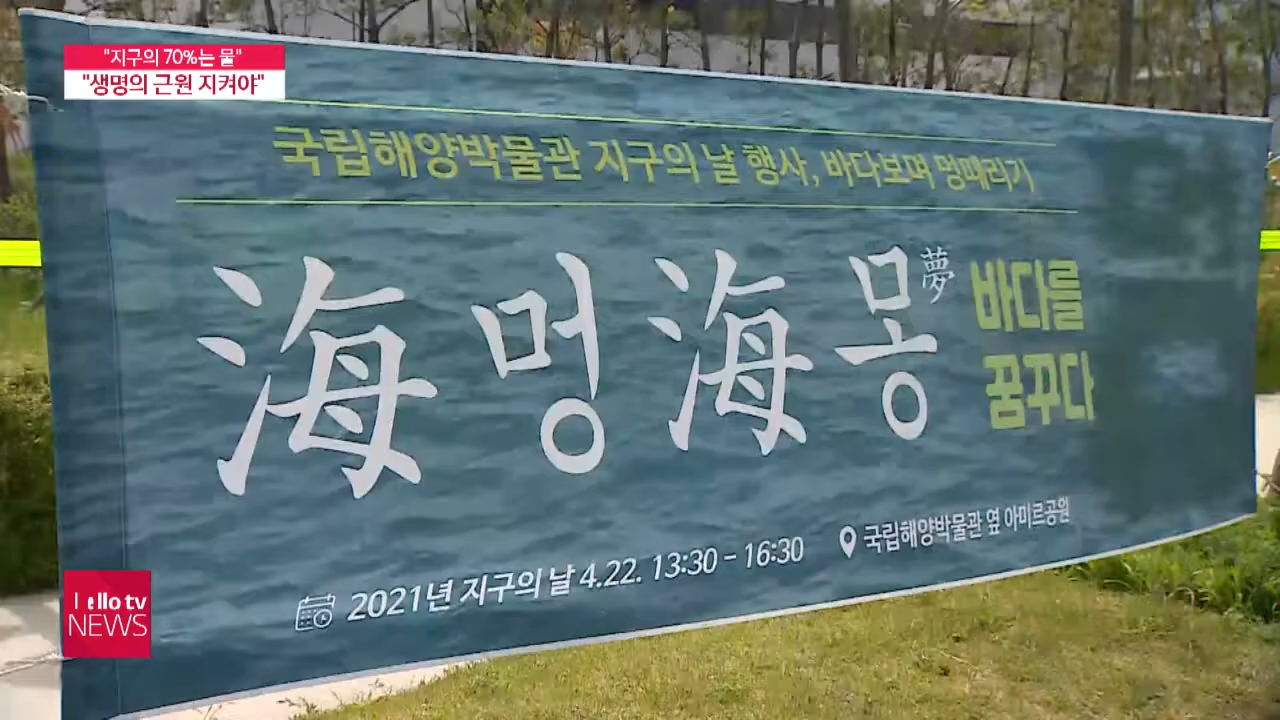 "지구의 70%는 물"
"생명의 근원 지켜야"
국립해양박물관 지구의 날 행사, 바다보며 멍때리기
海멍海몽夢
바다를
꿈꾸다
2021년 지구의 날 4.22. 13:30 - 16:30
국립해양박물관 옆 아미르공원
Hello tv
NEWS